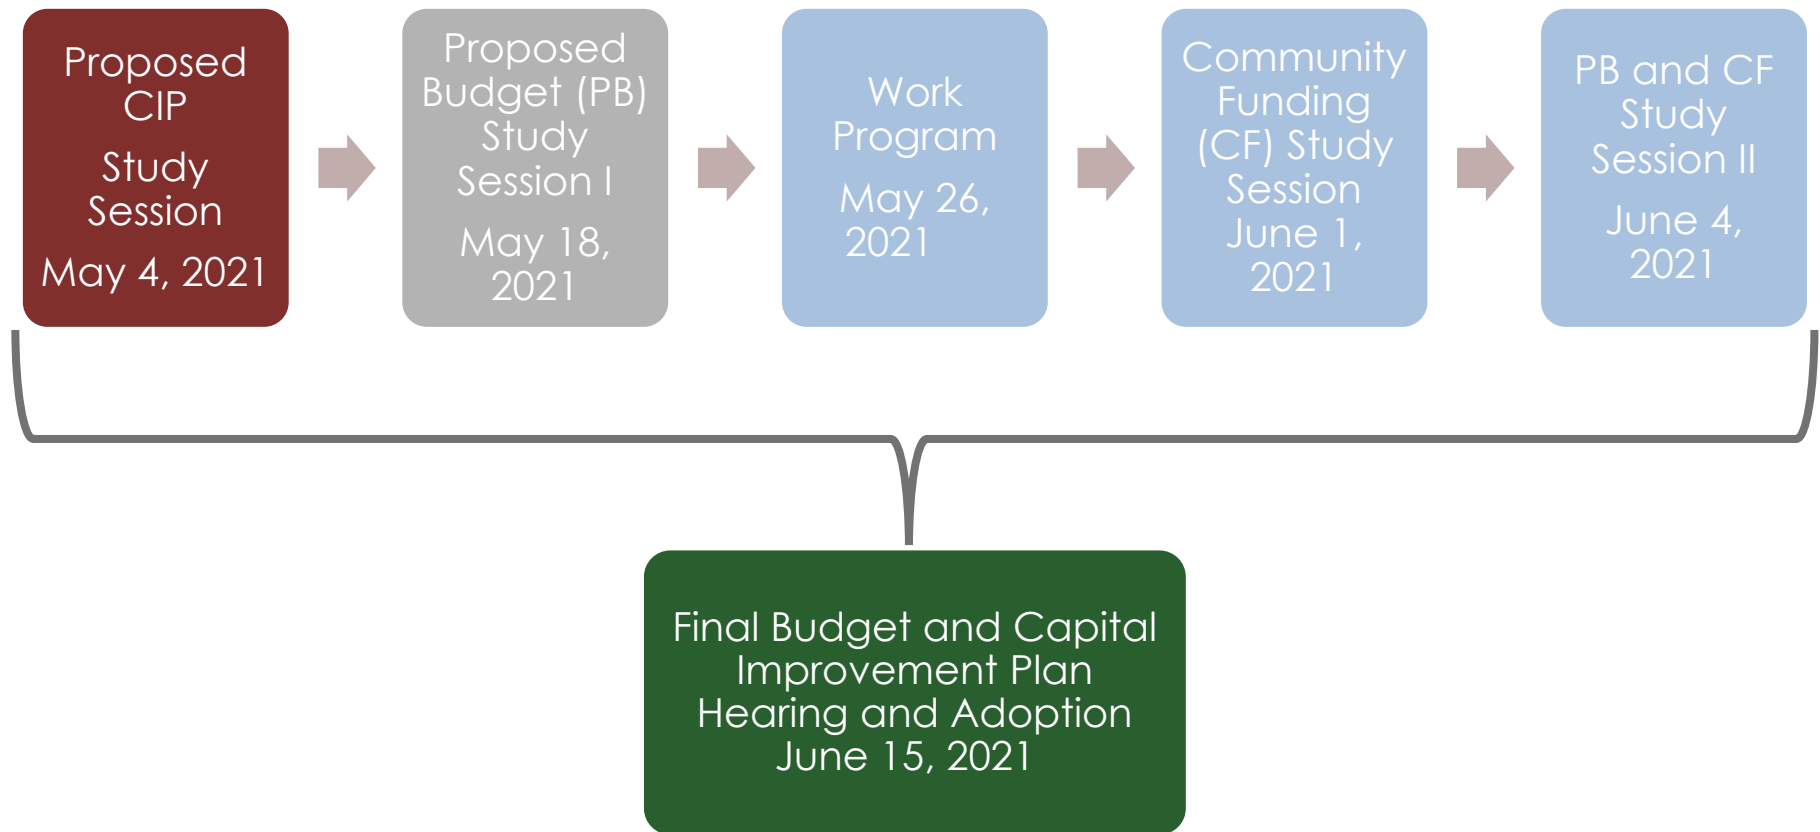 Proposed
CIP
Study
Session
May 4, 2021
Proposed
Budget (PB)
Study
Session I
May 18,
2021
Work
Program
May 26,
2021
Community
Funding
(CF) Study
Session
June 1,
2021
PB and CF
Study
Session II
June 4,
2021
Final Budget and Capital
Improvement Plan
Hearing and Adoption
June 15, 2021